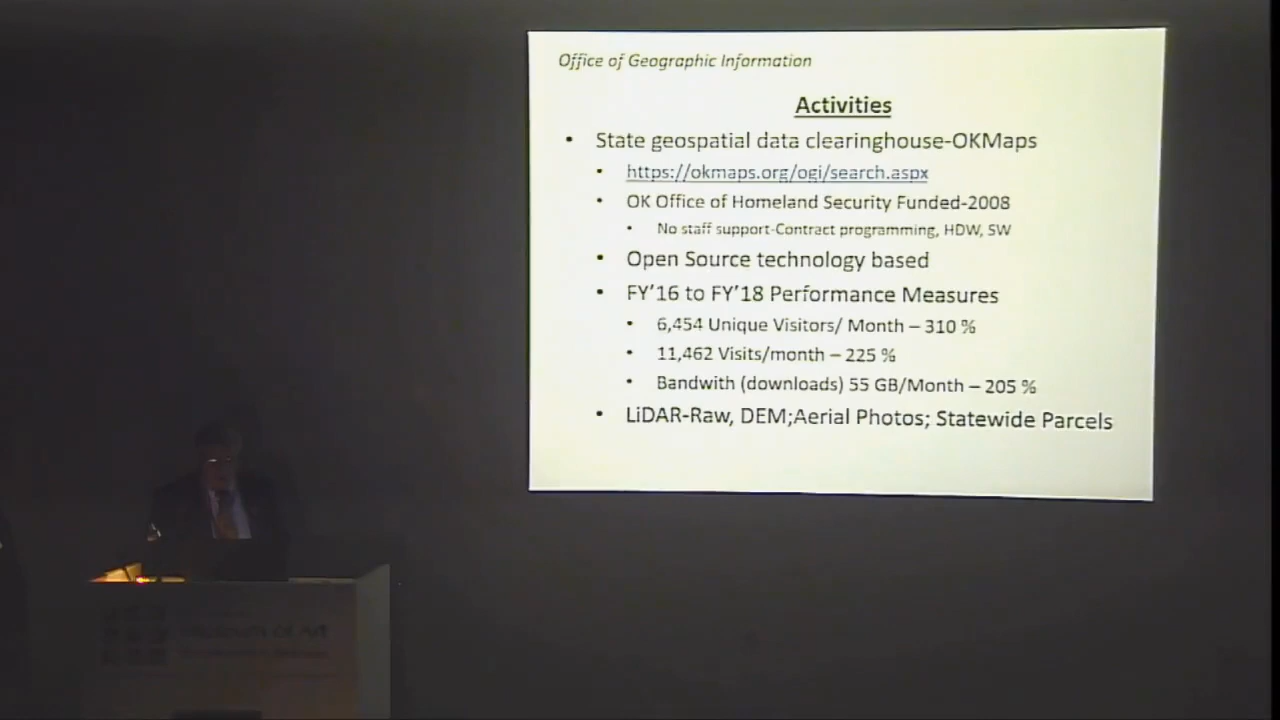 Office of Geographic Information
Activities
• State geospatial data clearinghouse-OKMaps
• https://okmaps.org/ogi/search.aspx
• OK Office of Homeland Security Funded-2008
• No staff support-Contract programming, HDW, SW
• Open Source technology based
• FY'16 to FY'18 Performance Measures
• 6,454 Unique Visitors/ Month – 310 %
• 11,462 Visits/month – 225 %
• Bandwith (downloads) 55 GB/Month – 205 %
• LiDAR-Raw, DEM;Aerial Photos; Statewide Parcels
MUSEUM OF ART